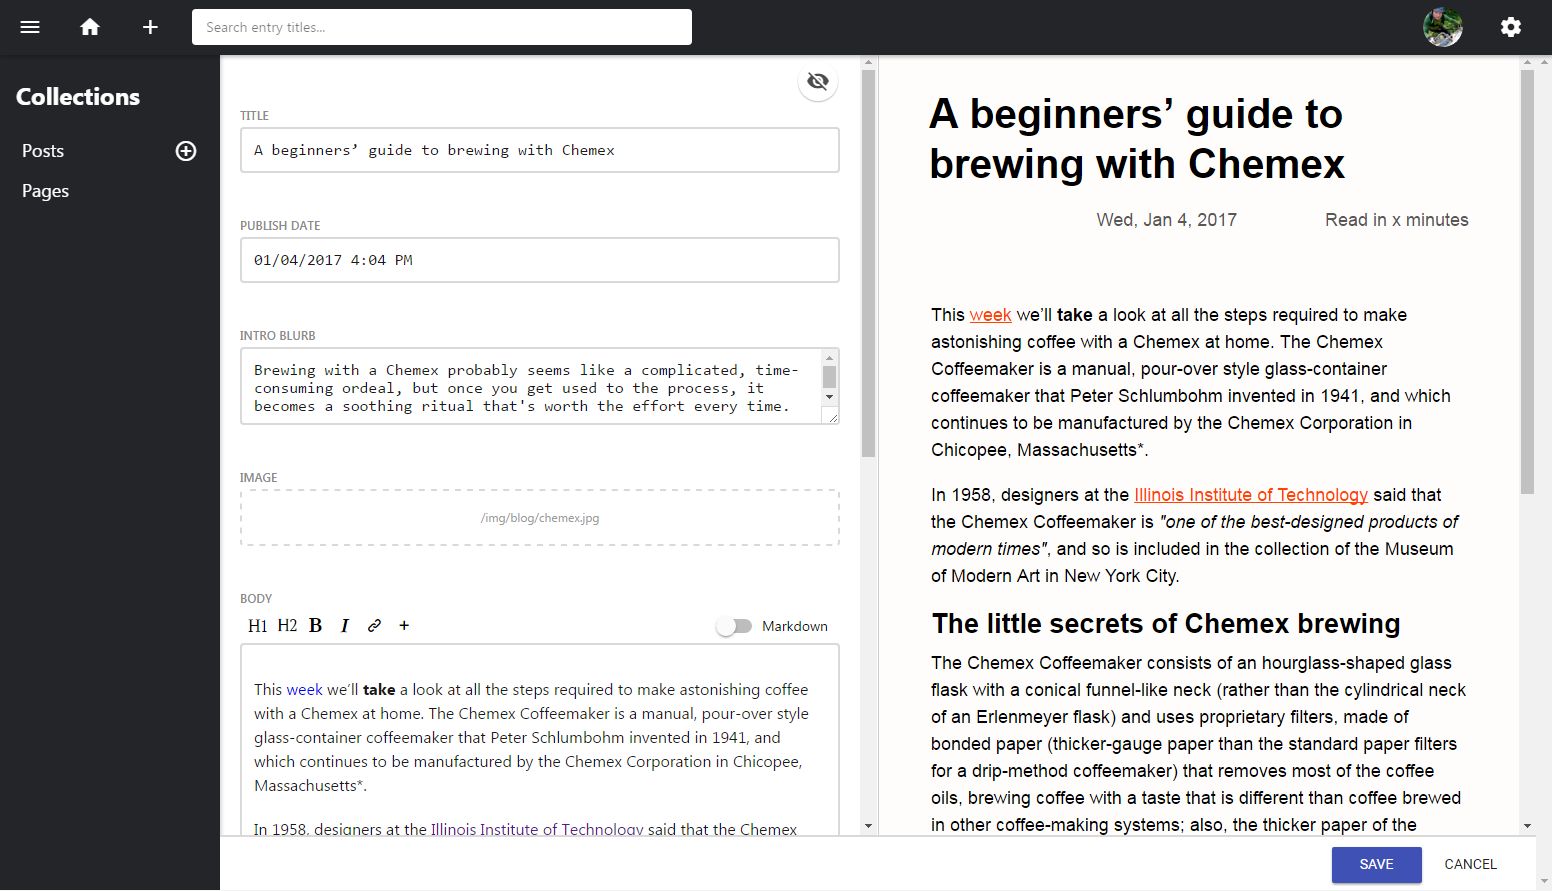 Search entry titles...
Collections
Posts
Pages
TITLE
A beginners’ guide to brewing with Chemex
PUBLISH DATE
01/04/2017 4:04 PM
INTRO BLURB
Brewing with a Chemex probably seems like a complicated, time-
consuming ordeal, but once you get used to the process, it
becomes a soothing ritual that's worth the effort every time.
IMAGE
/img/blog/chemex.jpg
BODY
H1 H2 B I +
Markdown
This week we’ll take a look at all the steps required to make astonishing coffee
with a Chemex at home. The Chemex Coffeemaker is a manual, pour-over style
glass-container coffeemaker that Peter Schlumbohm invented in 1941, and
which continues to be manufactured by the Chemex Corporation in Chicopee,
Massachusetts*.
In 1958, designers at the Illinois Institute of Technology said that the Chemex
A beginners’ guide to
brewing with Chemex
Wed, Jan 4, 2017 Read in x minutes
This week we’ll take a look at all the steps required to make
astonishing coffee with a Chemex at home. The Chemex
Coffeemaker is a manual, pour-over style glass-container
coffeemaker that Peter Schlumbohm invented in 1941, and which
continues to be manufactured by the Chemex Corporation in
Chicopee, Massachusetts*.
In 1958, designers at the Illinois Institute of Technology said that
the Chemex Coffeemaker is "one of the best-designed products of
modern times", and so is included in the collection of the Museum
of Modern Art in New York City.
The little secrets of Chemex brewing
The Chemex Coffeemaker consists of an hourglass-shaped glass
flask with a conical funnel-like neck (rather than the cylindrical neck
of an Erlenmeyer flask) and uses proprietary filters, made of
bonded paper (thicker-gauge paper than the standard paper filters
for a drip-method coffeemaker) that removes most of the coffee
oils, brewing coffee with a taste that is different than coffee brewed
in other coffee-making systems; also, the thicker paper of the
SAVE
CANCEL